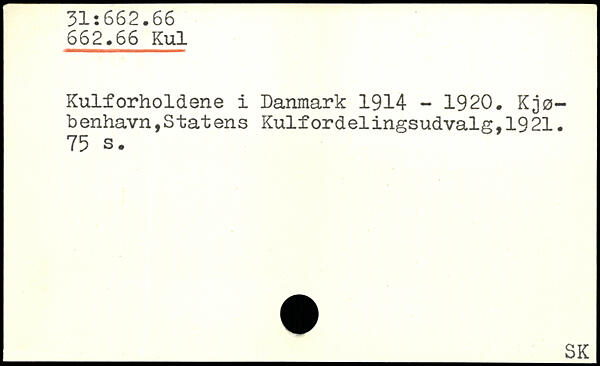 31:662.66
662.66 Kul
Kulforholdene i Danmark 1914 - 1920. Kjø-
benhavn,Statens Kulfordelingsudvalg,1921.
75 s.
SK